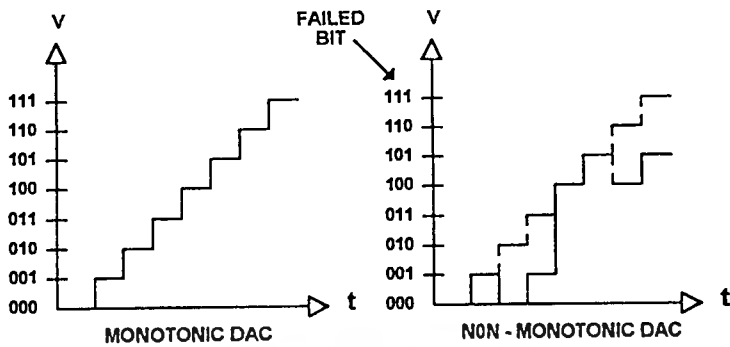 V
111
110
101
100
011
010
001
000
t
MONOTONIC DAC
FAILED
BIT
V
111
110
101
100
011
010
001
000
t
N0N - MONOTONIC DAC